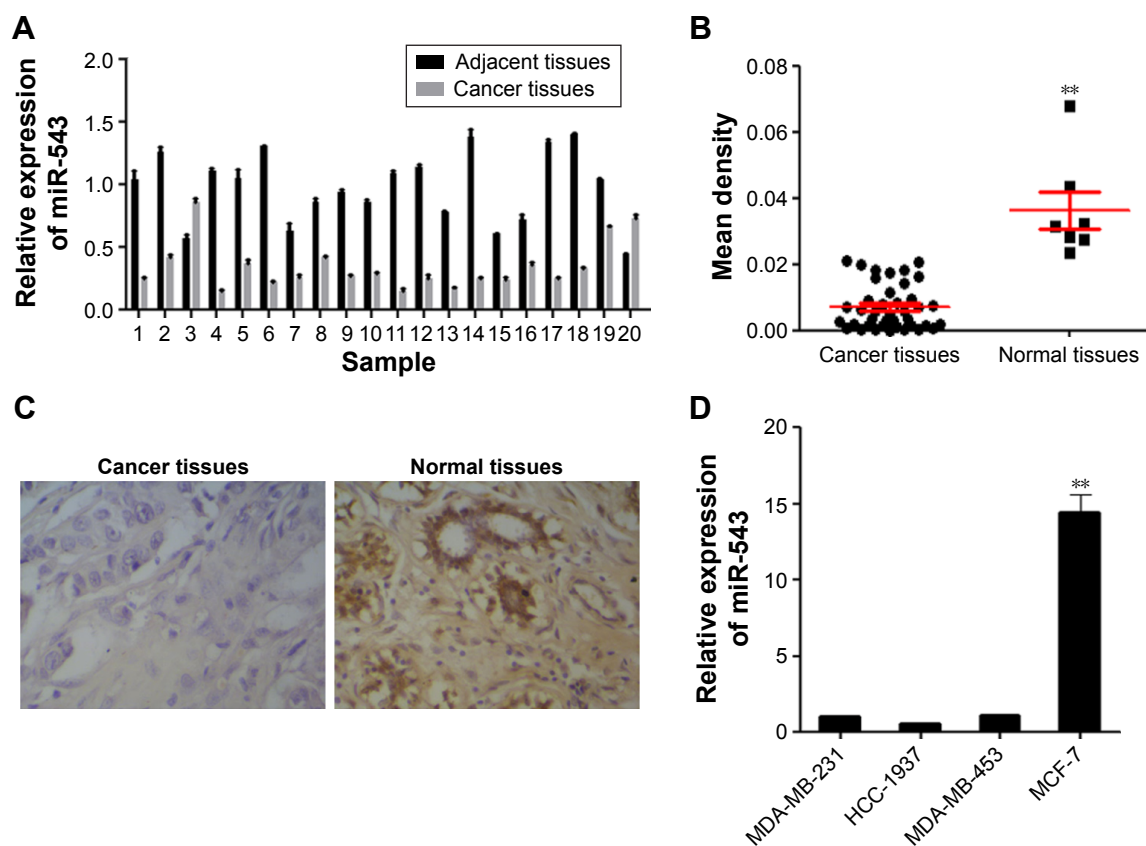 A
Relative expression
of miR-543
2.0
1.5
1.0
0.5
0.0
Adjacent tissues
Cancer tissues
1 2 3 4 5 6 7 8 9 10 11 12 13 14 15 16 17 18 19 20
Sample
B
Mean density
0.08
0.06
0.04
0.02
0.00
**
Cancer tissues Normal tissues
C
Cancer tissues Normal tissues
D
Relative expression
of miR-543
20
15
10
5
0
**
MDA-MB-231
HCC-1937
MDA-MB-453
MCF-7